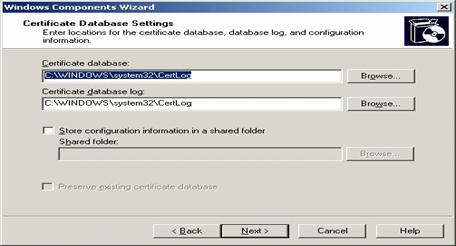 Windows Components Wizard
Certificate Database Settings
Enter locations for the certificate database, database log, and configuration
information.
Certificate database:
C:\WINDOWS\system32\CertLog
Browse...
Certificate database log:
C:\WINDOWS\system32\CertLog
Browse...
Store configuration information in a shared folder
Shared folder:
Browse...
Preserve existing certificate database
< Back
Next >
Cancel
Help